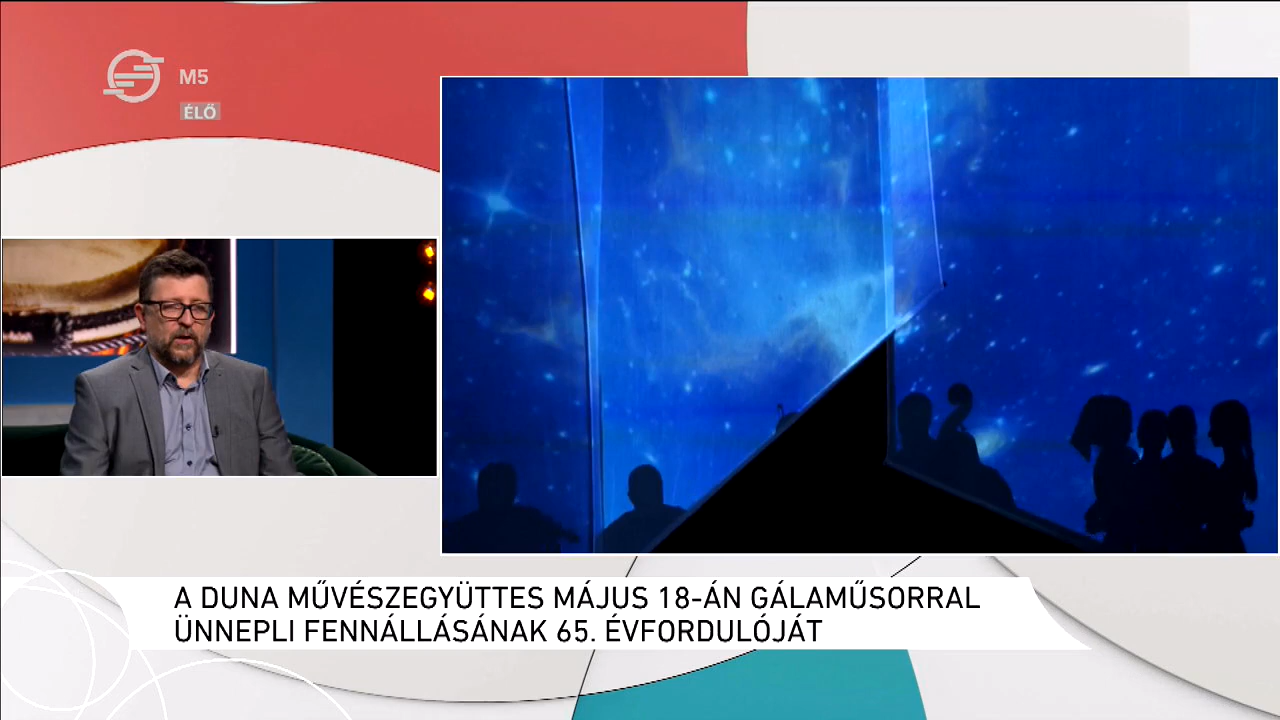 M5
ÉLŐ
A DUNA MŰVÉSZEGYÜTTES MÁJUS 18-ÁN GÁLAMŰSORRAL
ÜNNEPLI FENNÁLLÁSÁNAK 65. ÉVFORDULÓJÁT